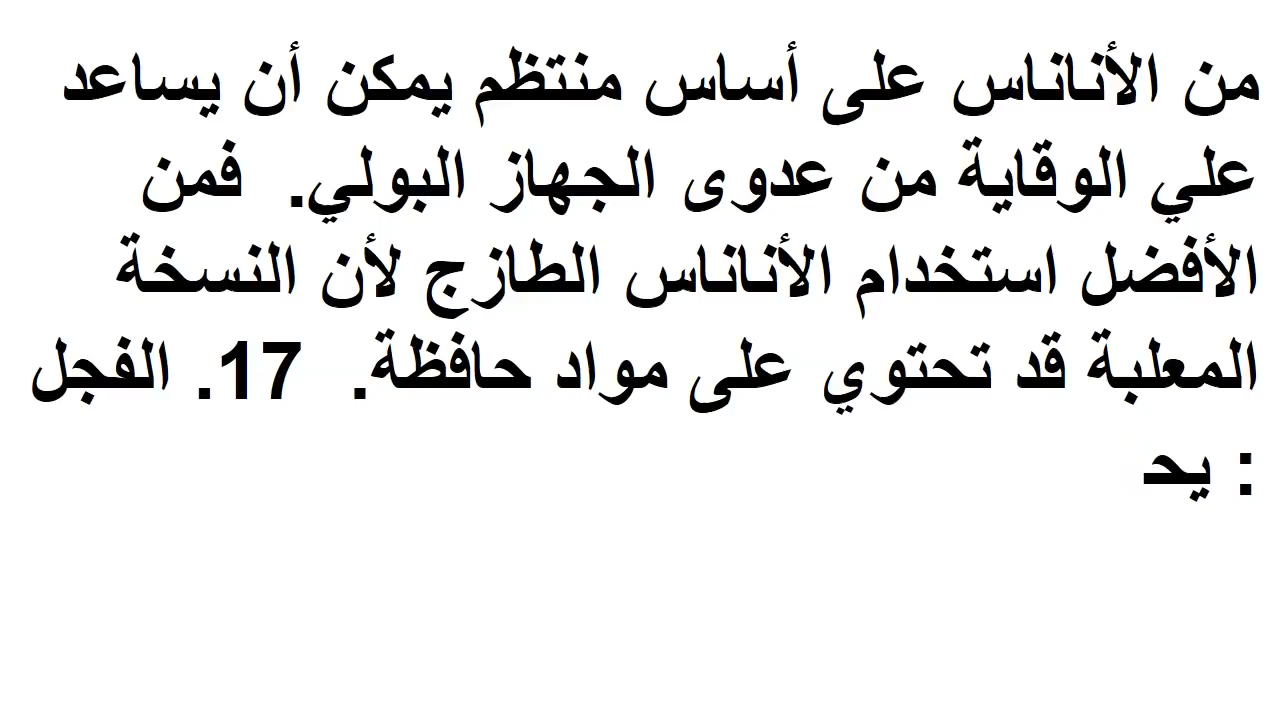 من الأناناس على أساس منتظم يمكن أن يساعد
علي الوقاية من عدوى الجهاز البولي.  فمن
الأفضل استخدام الأناناس الطازج لأن النسخة
المعلبة قد تحتوي على مواد حافظة.  17. الفجل
: يحـ